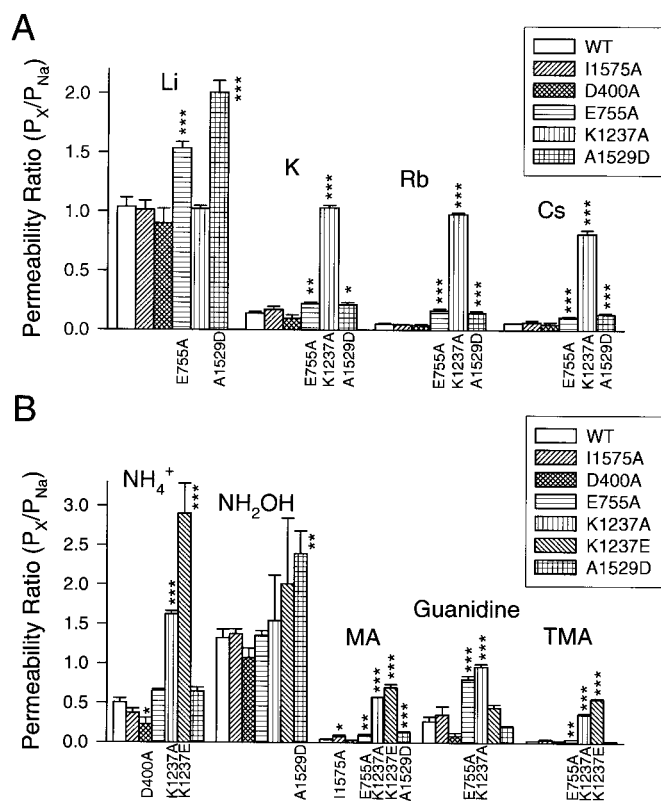 A
Permeability Ratio (PX/PNa)
2.0
1.5
1.0
0.5
0.0
Li
***
***
E755A
A1529D
K
**
***
*
E755A
K1237A
A1529D
Rb
***
***
***
E755A
K1237A
A1529D
Cs
***
***
***
E755A
K1237A
A1529D
WT
I1575A
D400A
E755A
K1237A
A1529D
B
Permeability Ratio (PX/PNa)
3.0
2.5
2.0
1.5
1.0
0.5
0.0
NH4+
*
***
***
D400A
K1237A
K1237E
NH2OH
**
A1529D
MA
*
**
***
***
***
I1575A
E755A
K1237A
K1237E
A1529D
Guanidine
***
***
E755A
K1237A
TMA
**
***
***
E755A
K1237A
K1237E
WT
I1575A
D400A
E755A
K1237A
K1237E
A1529D